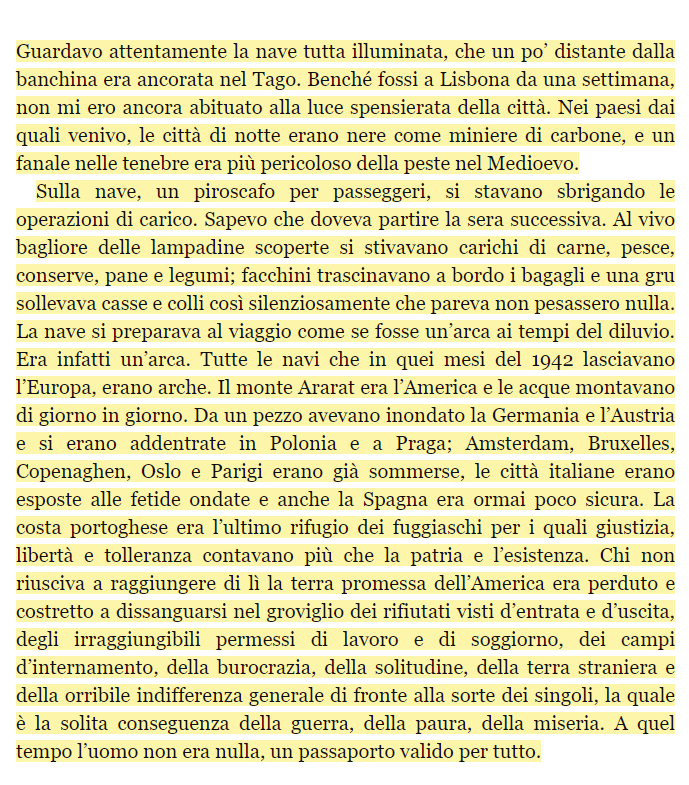 Guardavo attentamente la nave tutta illuminata, che un po’ distante dalla
banchina era ancorata nel Tago. Benché fossi a Lisbona da una settimana,
non mi ero ancora abituato alla luce spensierata della città. Nei paesi dai
quali venivo, le città di notte erano nere come miniere di carbone, e un
fanale nelle tenebre era più pericoloso della peste nel Medioevo.
Sulla nave, un piroscafo per passeggeri, si stavano sbrigando le
operazioni di carico. Sapevo che doveva partire la sera successiva. Al vivo
bagliore delle lampadine scoperte si stivavano carichi di carne, pesce,
conserve, pane e legumi; facchini trascinavano a bordo i bagagli e una gru
sollevava casse e colli così silenziosamente che pareva non pesassero nulla.
La nave si preparava al viaggio come se fosse un’arca ai tempi del diluvio.
Era infatti un’arca. Tutte le navi che in quei mesi del 1942 lasciavano
l’Europa, erano arche. Il monte Ararat era l’America e le acque montavano
di giorno in giorno. Da un pezzo avevano inondato la Germania e l’Austria
e si erano addentrate in Polonia e a Praga; Amsterdam, Bruxelles,
Copenaghen, Oslo e Parigi erano già sommerse, le città italiane erano
esposte alle fetide ondate e anche la Spagna era ormai poco sicura. La
costa portoghese era l’ultimo rifugio dei fuggiaschi per i quali giustizia,
libertà e tolleranza contavano più che la patria e l’esistenza. Chi non
riusciva a raggiungere di lì la terra promessa dell’America era perduto e
costretto a dissanguarsi nel groviglio dei rifiutati visti d’entrata e d’uscita,
degli irraggiungibili permessi di lavoro e di soggiorno, dei campi
d’internamento, della burocrazia, della solitudine, della terra straniera e
della orribile indifferenza generale di fronte alla sorte dei singoli, la quale
è la solita conseguenza della guerra, della paura, della miseria. A quel
tempo l’uomo non era nulla, un passaporto valido per tutto.